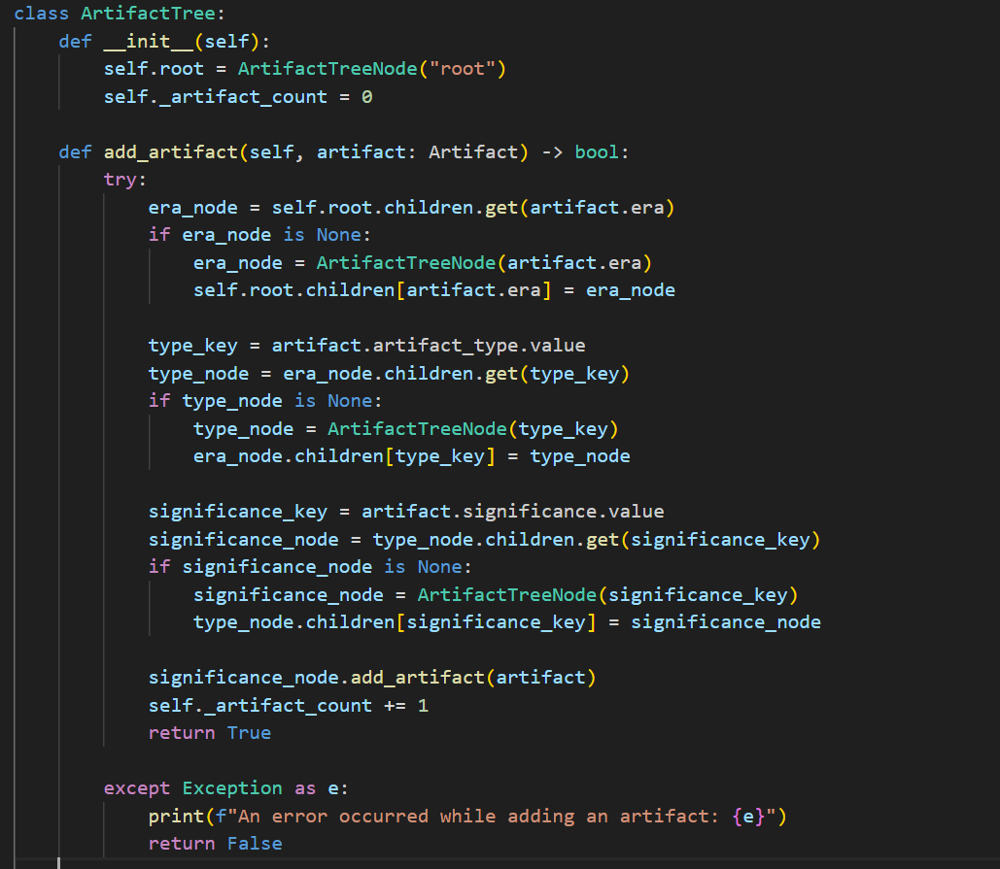 class ArtifactTree:
    def __init__(self):
        self.root = ArtifactTreeNode("root")
        self._artifact_count = 0

    def add_artifact(self, artifact: Artifact) -> bool:
        try:
            era_node = self.root.children.get(artifact.era)
            if era_node is None:
                era_node = ArtifactTreeNode(artifact.era)
                self.root.children[artifact.era] = era_node

            type_key = artifact.artifact_type.value
            type_node = era_node.children.get(type_key)
            if type_node is None:
                type_node = ArtifactTreeNode(type_key)
                era_node.children[type_key] = type_node

            significance_key = artifact.significance.value
            significance_node = type_node.children.get(significance_key)
            if significance_node is None:
                significance_node = ArtifactTreeNode(significance_key)
                type_node.children[significance_key] = significance_node

            significance_node.add_artifact(artifact)
            self._artifact_count += 1
            return True

        except Exception as e:
            print(f"An error occurred while adding an artifact: {e}")
            return False